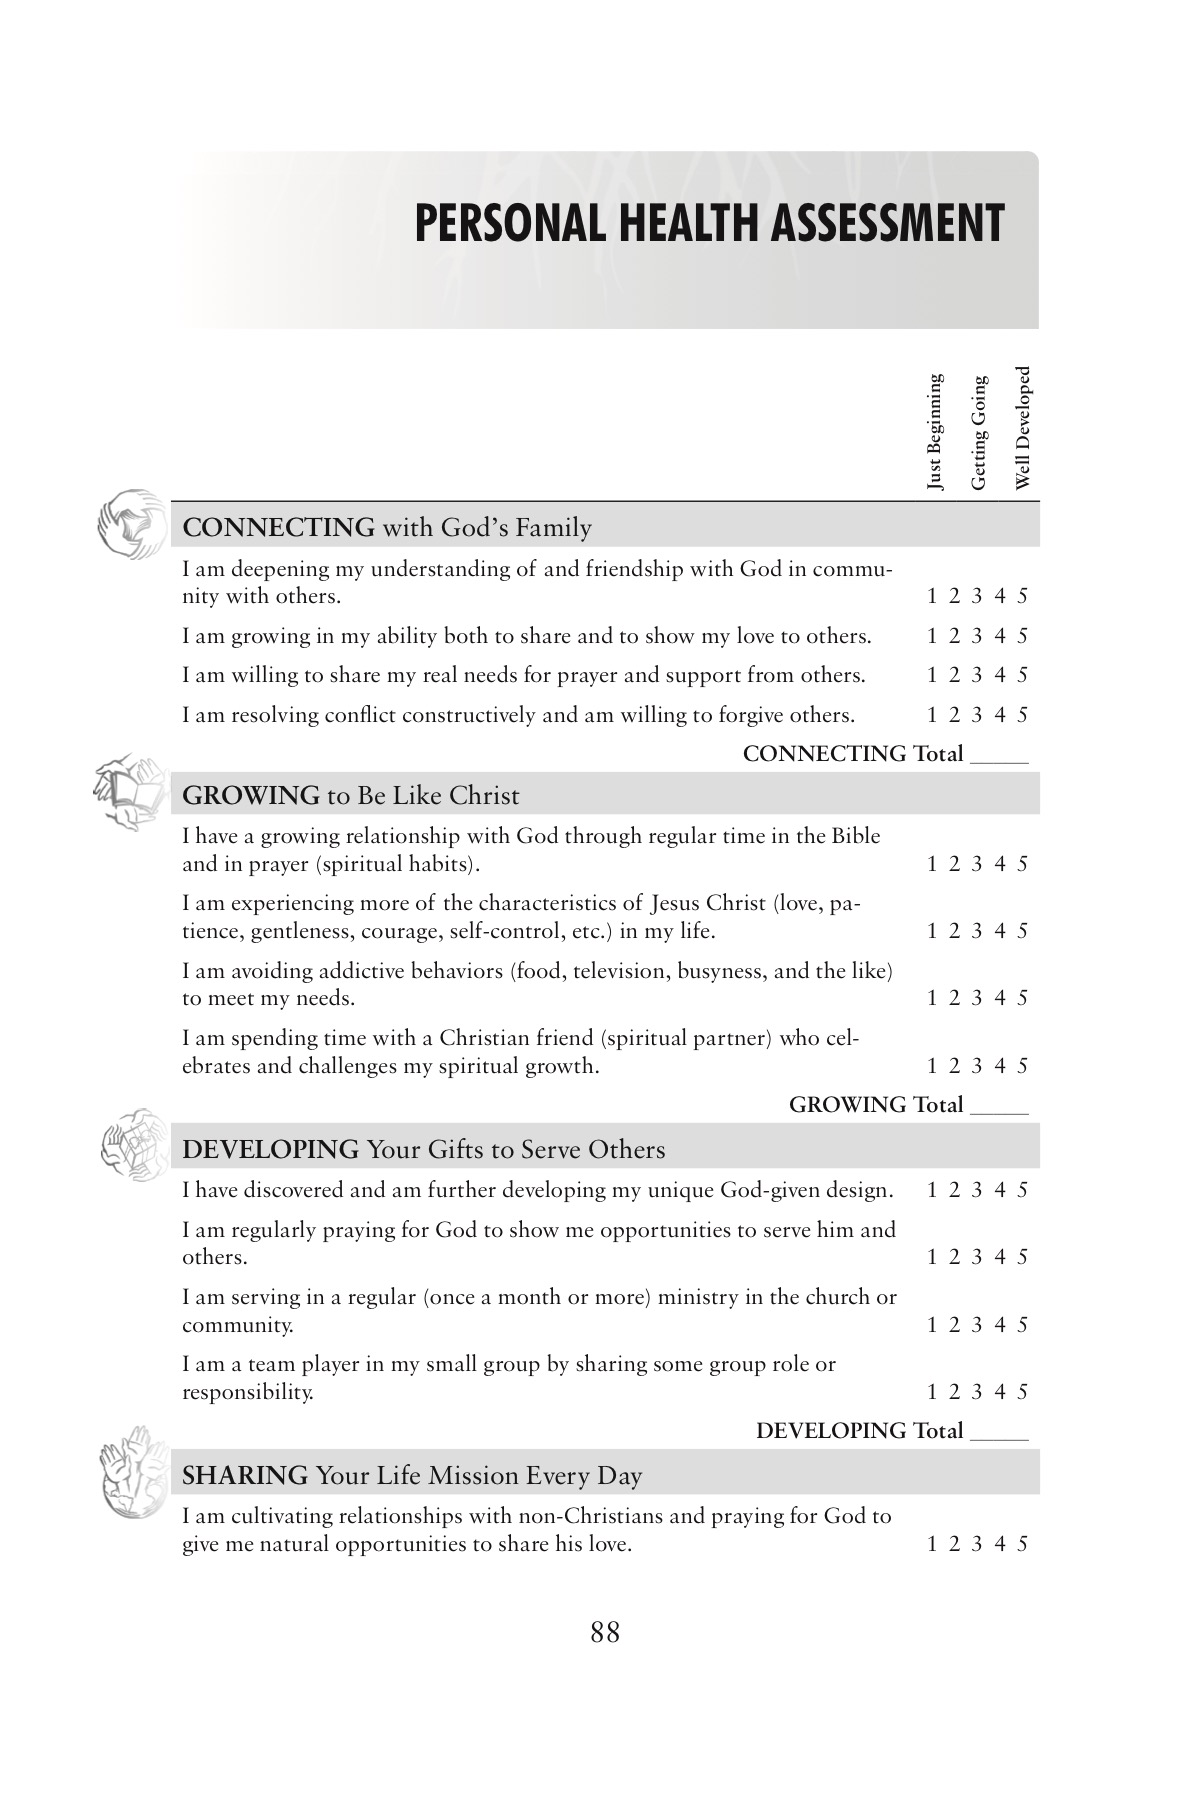 PERSONAL HEALTH ASSESSMENT
Just Beginning
Getting Going
Well Developed
CONNECTING with God’s Family
I am deepening my understanding of and friendship with God in commu-
nity with others. 1 2 3 4 5
I am growing in my ability both to share and to show my love to others. 1 2 3 4 5
I am willing to share my real needs for prayer and support from others. 1 2 3 4 5
I am resolving conflict constructively and am willing to forgive others. 1 2 3 4 5
CONNECTING Total _____
GROWING to Be Like Christ
I have a growing relationship with God through regular time in the Bible
and in prayer (spiritual habits). 1 2 3 4 5
I am experiencing more of the characteristics of Jesus Christ (love, pa-
tience, gentleness, courage, self-control, etc.) in my life. 1 2 3 4 5
I am avoiding addictive behaviors (food, television, busyness, and the like)
to meet my needs. 1 2 3 4 5
I am spending time with a Christian friend (spiritual partner) who cel-
ebrates and challenges my spiritual growth. 1 2 3 4 5
GROWING Total _____
DEVELOPING Your Gifts to Serve Others
I have discovered and am further developing my unique God-given design. 1 2 3 4 5
I am regularly praying for God to show me opportunities to serve him and
others. 1 2 3 4 5
I am serving in a regular (once a month or more) ministry in the church or
community. 1 2 3 4 5
I am a team player in my small group by sharing some group role or
responsibility. 1 2 3 4 5
DEVELOPING Total _____
SHARING Your Life Mission Every Day
I am cultivating relationships with non-Christians and praying for God to
give me natural opportunities to share his love. 1 2 3 4 5
88